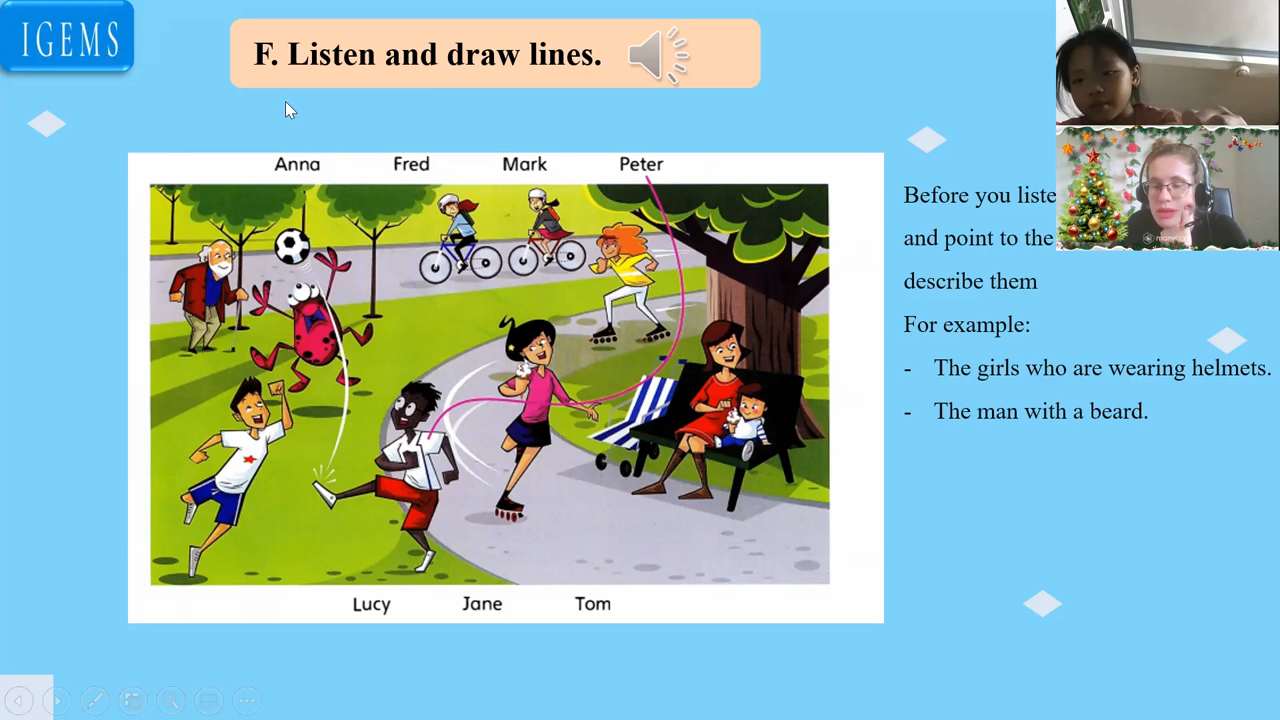 IGEMS
F. Listen and draw lines.
Anna Fred Mark Peter
Lucy Jane Tom
Before you liste
and point to the
describe them
For example:
- The girls who are wearing helmets.
- The man with a beard.